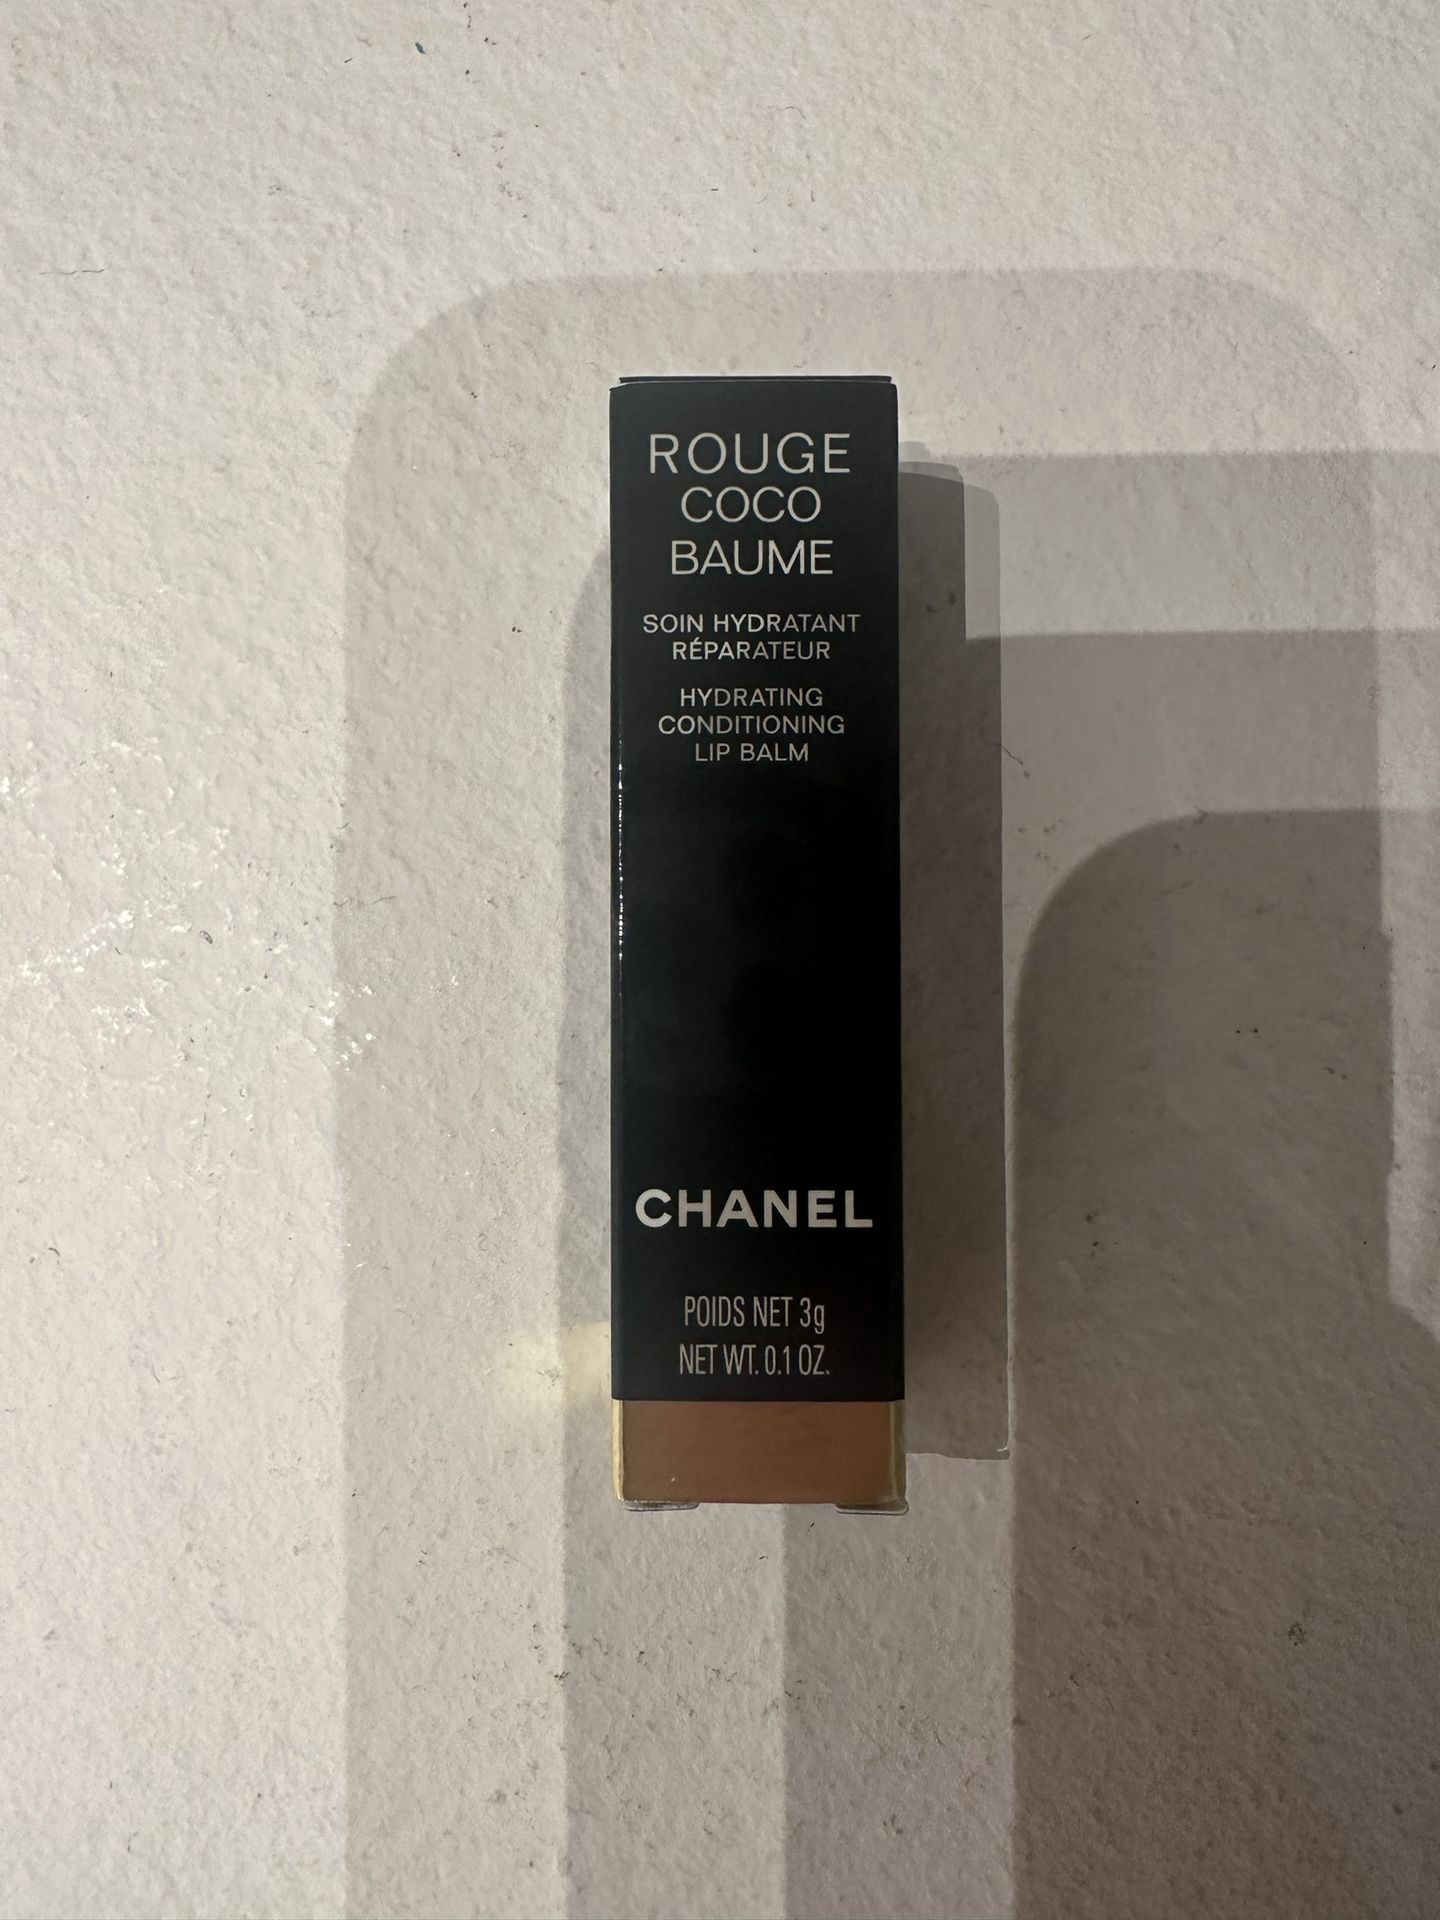 ROUGE
COCO
BAUME
SOIN HYDRATANT
RÉPARATEUR
HYDRATING
CONDITIONING
LIP BALM
CHANEL
POIDS NET 3g
NET WT. 0.1 OZ.